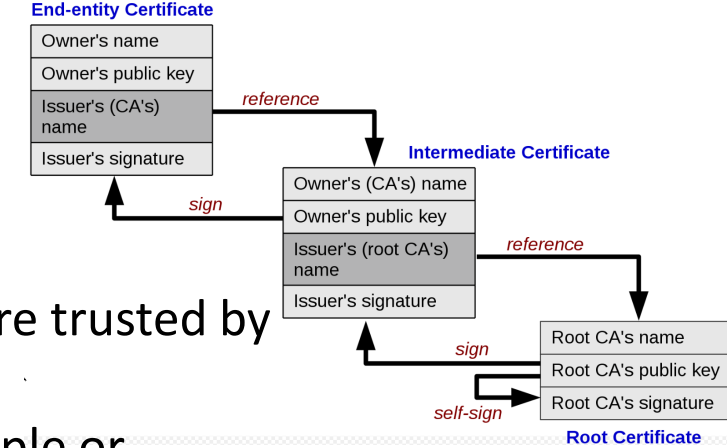 End-entity Certificate
Owner's name
Owner's public key
Issuer's (CA's)
name
Issuer's signature
reference
sign
Intermediate Certificate
Owner's (CA's) name
Owner's public key
Issuer's (root CA's)
name
Issuer's signature
reference
sign
self-sign
Root CA's name
Root CA's public key
Root CA's signature
Root Certificate
trusted by
or